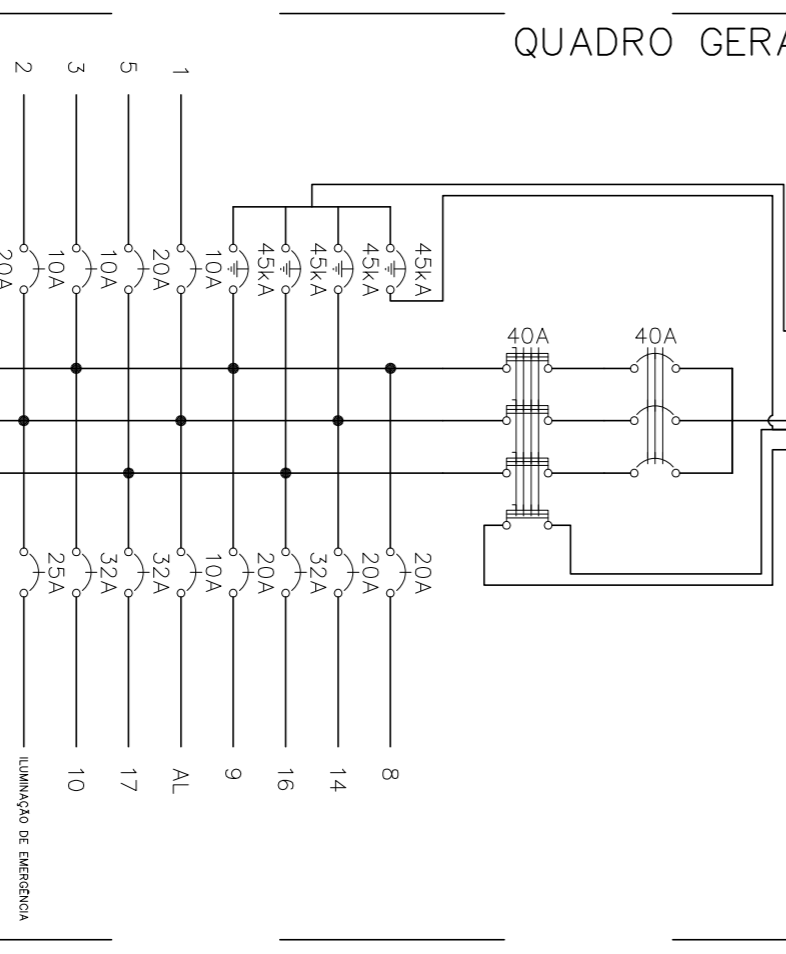 QUADRO GERA
2
3
5
1
20A
10A
10A
20A
10A
45kA
45kA
45kA
45kA
40A
40A
25A
32A
32A
10A
20A
32A
20A
20A
ILUMINAÇÃO DE EMERGÊNCIA
10
17
AL
9
16
14
8